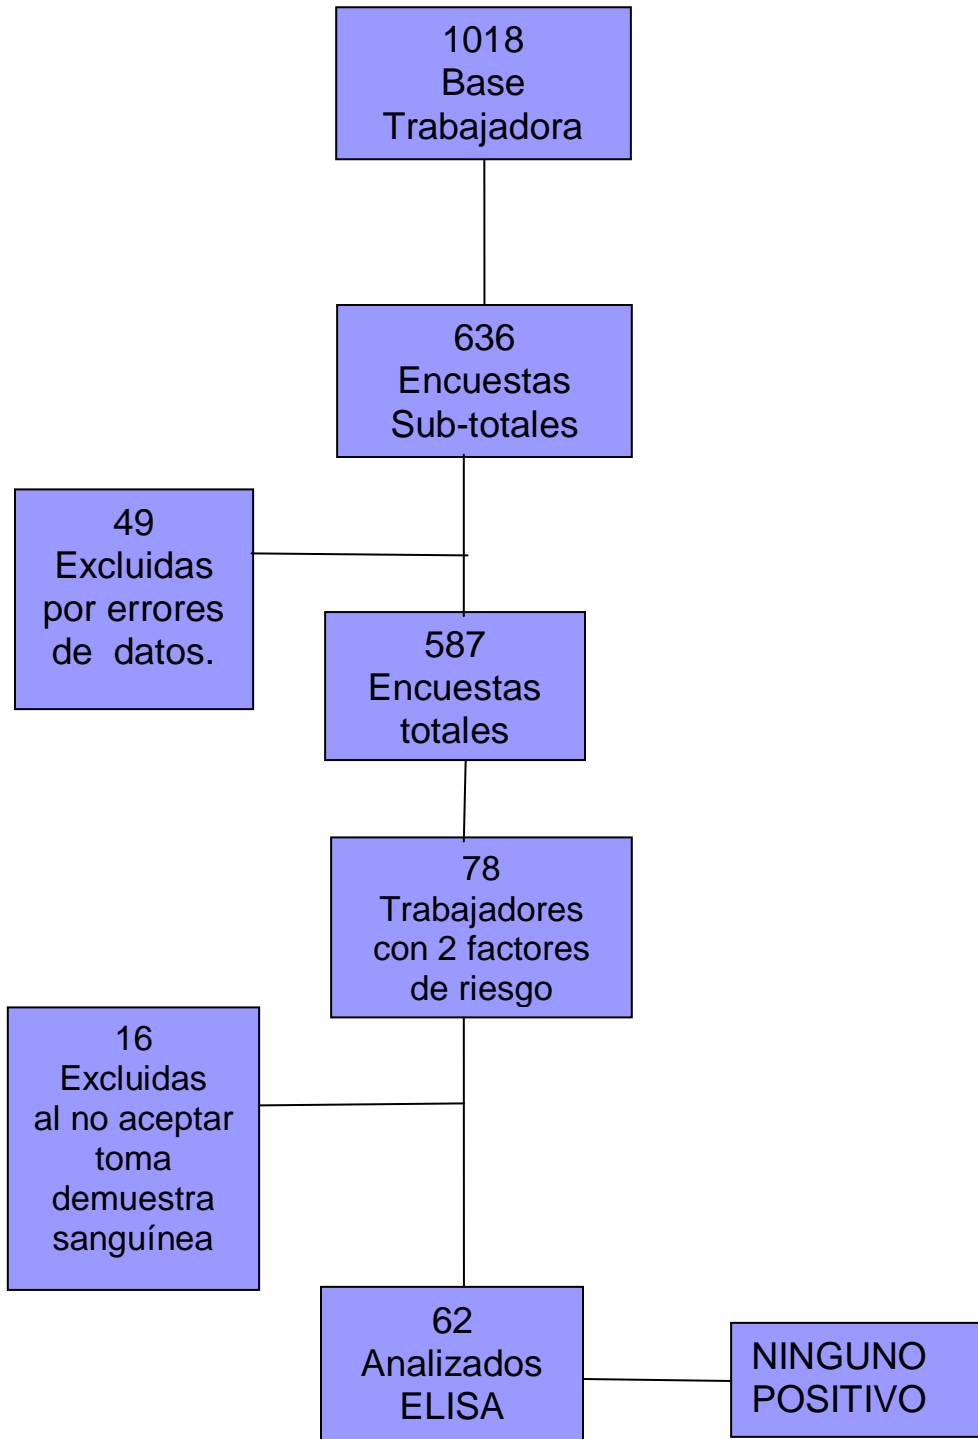 1018
Base
Trabajadora
636
Encuestas
Sub-totales
49
Excluidas
por errores
de datos.
587
Encuestas
totales
78
Trabajadores
con 2 factores
de riesgo
16
Excluidas
al no aceptar
toma
demuestra
sanguínea
62
Analizados
ELISA
NINGUNO
POSITIVO